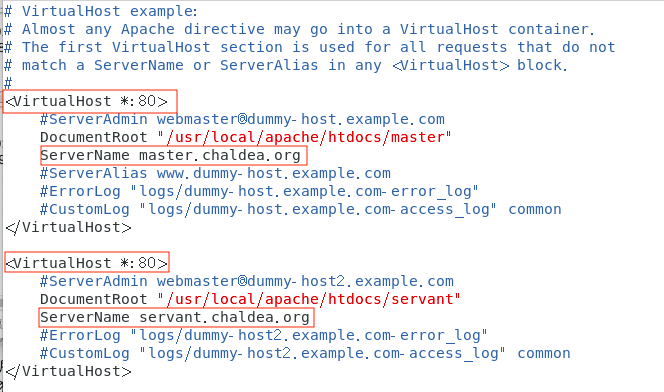 # VirtualHost example:
# Almost any Apache directive may go into a VirtualHost container.
# The first VirtualHost section is used for all requests that do not
# match a ServerName or ServerAlias in any <VirtualHost> block.
#
<VirtualHost *:80>
#ServerAdmin webmaster@dummy-host.example.com
DocumentRoot "/usr/local/apache/htdocs/master"
ServerName master.chaldea.org
#ServerAlias www.dummy-host.example.com
#ErrorLog "logs/dummy-host.example.com-error_log"
#CustomLog "logs/dummy-host.example.com-access_log" common
</VirtualHost>
<VirtualHost *:80>
#ServerAdmin webmaster@dummy-host2.example.com
DocumentRoot "/usr/local/apache/htdocs/servant"
ServerName servant.chaldea.org
#ErrorLog "logs/dummy-host2.example.com-error_log"
#CustomLog "logs/dummy-host2.example.com-access_log" common
</VirtualHost>